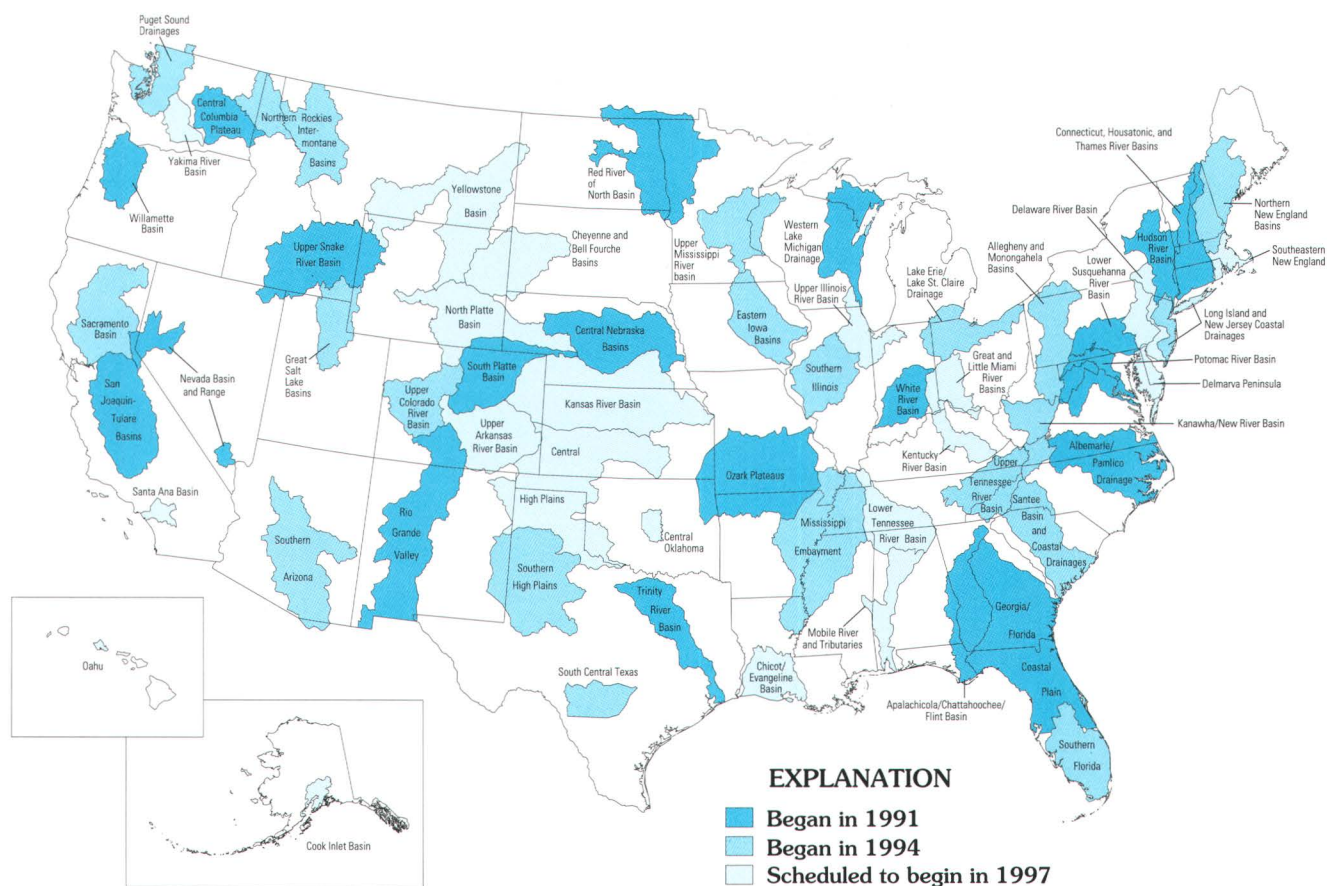 Puget Sound
Drainages
Central
Columbia
Plateau
Northern
Rockies
Inter-
montane
Basins
Yakima River
Basin
Willamette
Basin
Yellowstone
Basin
Red River
of
North Basin
Upper Snake
River Basin
Cheyenne and
Bell Fourche
Basins
Upper
Mississippi
River
basin
Western
Lake
Michigan
Drainage
Connecticut, Housatonic, and
Thames River Basins
Delaware River Basin
Hudson
River
Basin
Northern
New England
Basins
Southeastern
New England
Allegheny and
Monongahela
Basins
Lower
Susquehanna
River
Basin
Lake Erie/
Lake St. Claire
Drainage
Upper Illinois
River Basin
Long Island and
New Jersey Coastal
Drainages
Potomac River Basin
Delmarva Peninsula
Kanawha/New River Basin
Sacramento
Basin
San
Joaquin-
Tulare
Basins
Nevada Basin
and Range
Great
Salt
Lake
Basins
North Platte
Basin
Central Nebraska
Basins
South Platte
Basin
Eastern
Iowa
Basins
Southern
Illinois
White
River
Basin
Great and
Little Miami
River
Basins
Upper
Colorado
River
Basin
Kansas River Basin
Upper
Arkansas
River Basin
Central
High Plains
Kentucky
River Basin
Albemarle/
Pamlico
Drainage
Santa Ana Basin
Southern
Arizona
Rio
Grande
Valley
Southern
High Plains
Central
Oklahoma
Ozark Plateaus
Mississippi
Embayment
Lower
Tennessee
River Basin
Upper
Tennessee
River
Basin
Santee
Basin
and
Coastal
Drainages
Trinity
River
Basin
South Central Texas
Chicot/
Evangeline
Basin
Mobile River
and Tributaries
Georgia/
Florida
Coastal
Plain
Apalachicola/Chattahoochee/
Flint Basin
Southern
Florida
Oahu
Cook Inlet Basin
EXPLANATION
Began in 1991
Began in 1994
Scheduled to begin in 1997